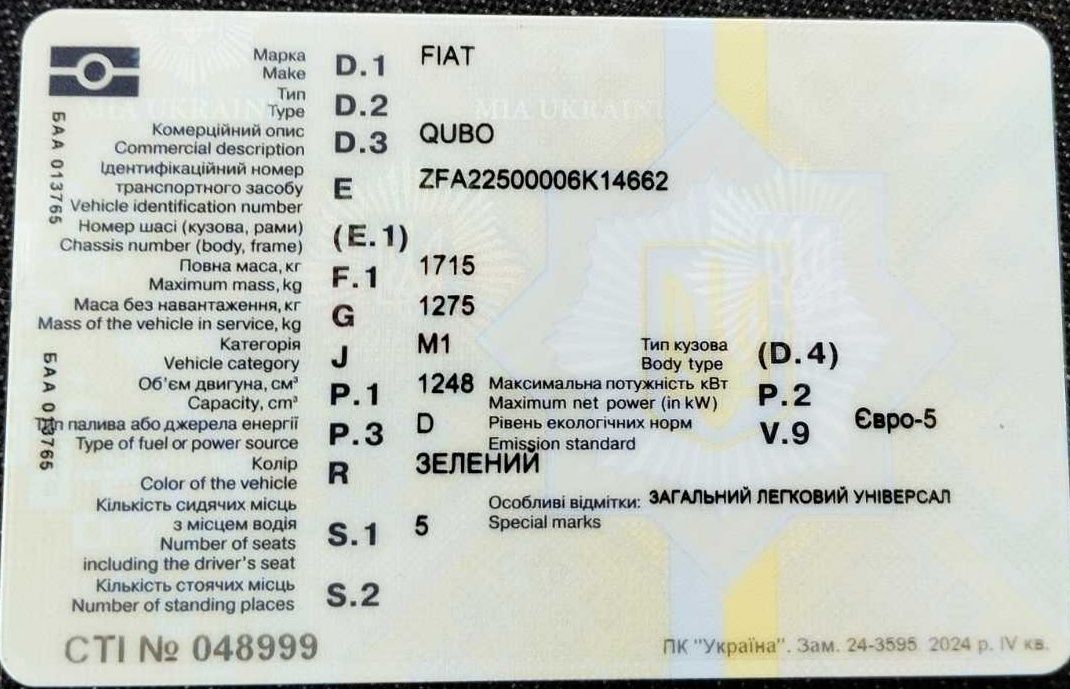 Марка
Make D.1 FIAT
Тип
Type D.2
Комерційний опис
Commercial description D.3 QUBO
Ідентифікаційний номер
транспортного засобу
Vehicle identification number E ZFA22500006K14662
Номер шасі (кузова, рами)
Chassis number (body, frame) (E.1)
Повна маса, кг
Maximum mass, kg F.1 1715
Маса без навантаження, кг
Mass of the vehicle in service, kg G 1275
Категорія
Vehicle category J M1
Тип кузова
Body type (D.4)
Об'єм двигуна, см³
Capacity, cm³ P.1 1248
Максимальна потужність кВт
Maximum net power (in kW) P.2
Тип палива або джерела енергії
Type of fuel or power source P.3 D
Рівень екологічних норм
Emission standard V.9 Євро-5
Колір
Color of the vehicle R ЗЕЛЕНИЙ
Кількість сидячих місць
з місцем водія
Number of seats
including the driver's seat S.1 5
Особливі відмітки: ЗАГАЛЬНИЙ ЛЕГКОВИЙ УНІВЕРСАЛ
Special marks
Кількість стоячих місць
Number of standing places S.2
СТІ № 048999
ПК "Україна". Зам. 24-3595 2024 р. IV кв.
БАА 013765
БАА 013765
MIA UKRAINE
MIA UKRAINE